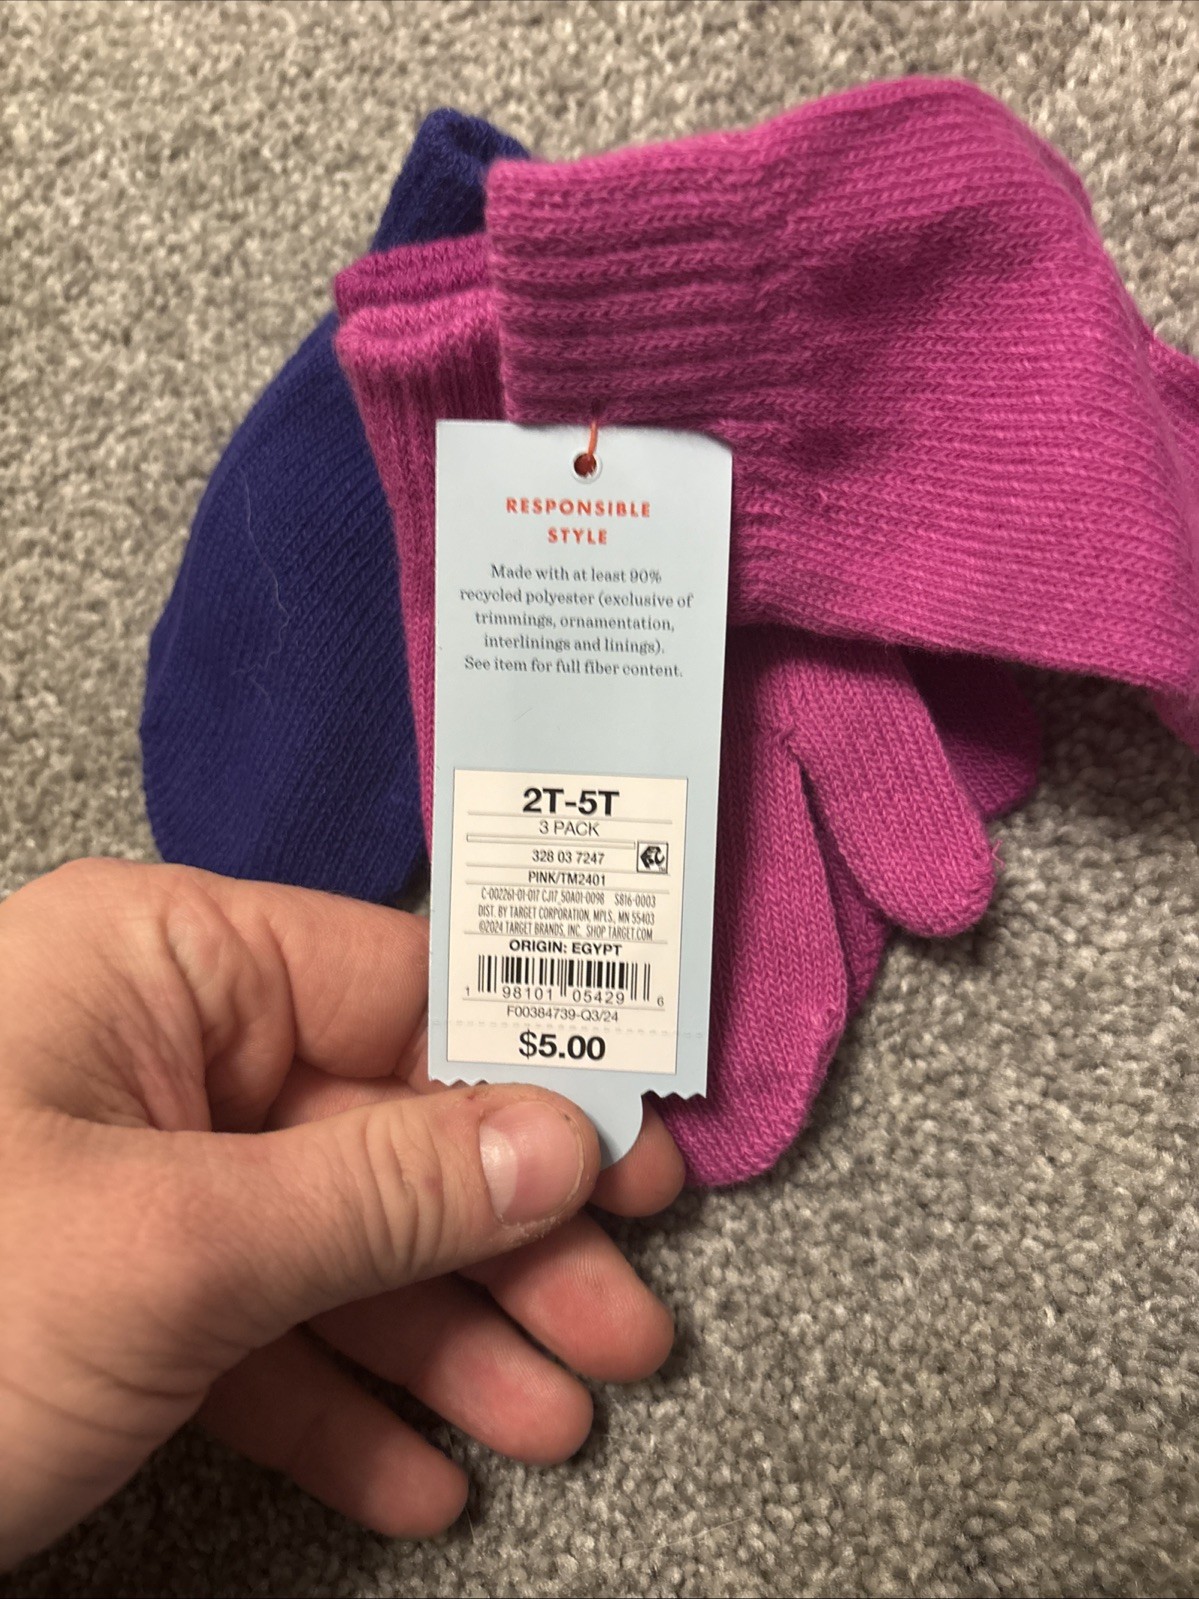 RESPONSIBLE
STYLE
Made with at least 90%
recycled polyester (exclusive of
trimmings, ornamentation,
interlinings and linings).
See item for full fiber content.
2T-5T
3 PACK
328 03 7247
PINK/TM2401
C-002261-01-017 CJ17_50A01-0098 S816-0003
DIST. BY TARGET CORPORATION, MPLS, MN 55403
©2024 TARGET BRANDS, INC. SHOP TARGET.COM
ORIGIN: EGYPT
1 98101 05429 6
F00384739-Q3/24
$5.00